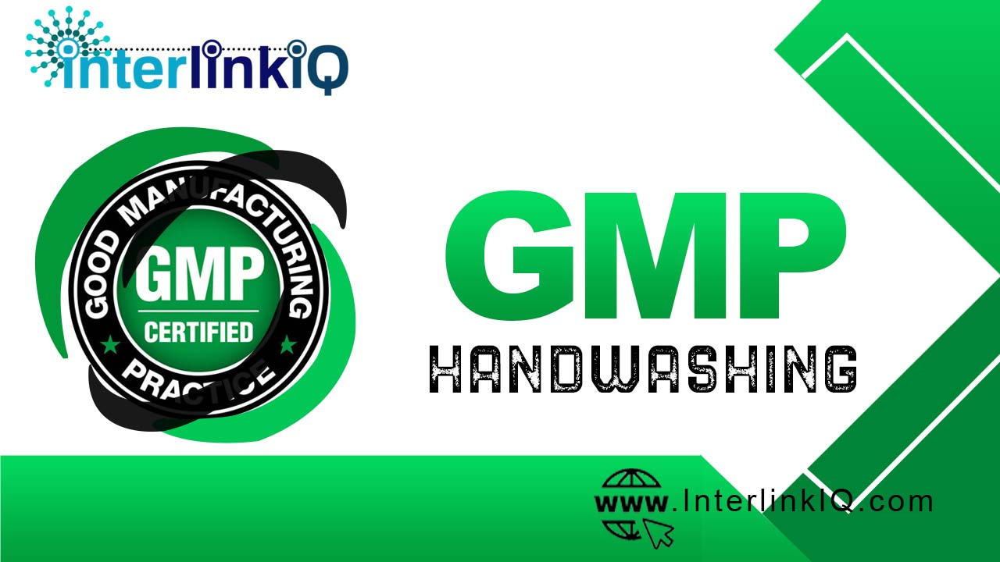 interlinkIQ
GOOD MANUFACTURING
GMP
CERTIFIED
PRACTICE
GMP
HANDWASHING
www.InterlinkIQ.com